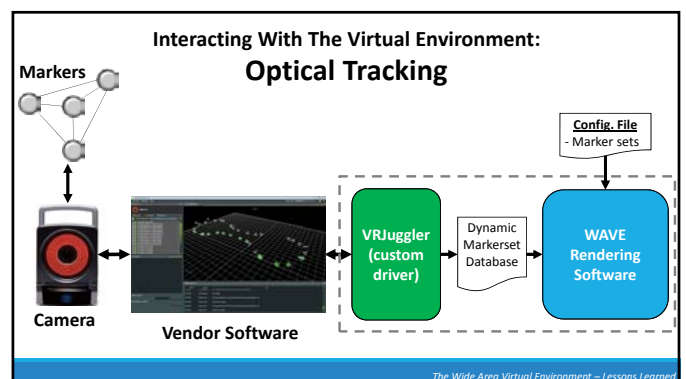 Interacting With The Virtual Environment:
Optical Tracking
Markers
Config. File
- Marker sets
VRJuggler
(custom
driver)
Dynamic
Markerset
Database
WAVE
Rendering
Software
Camera
Vendor Software
The Wide Area Virtual Environment – Lessons Learned